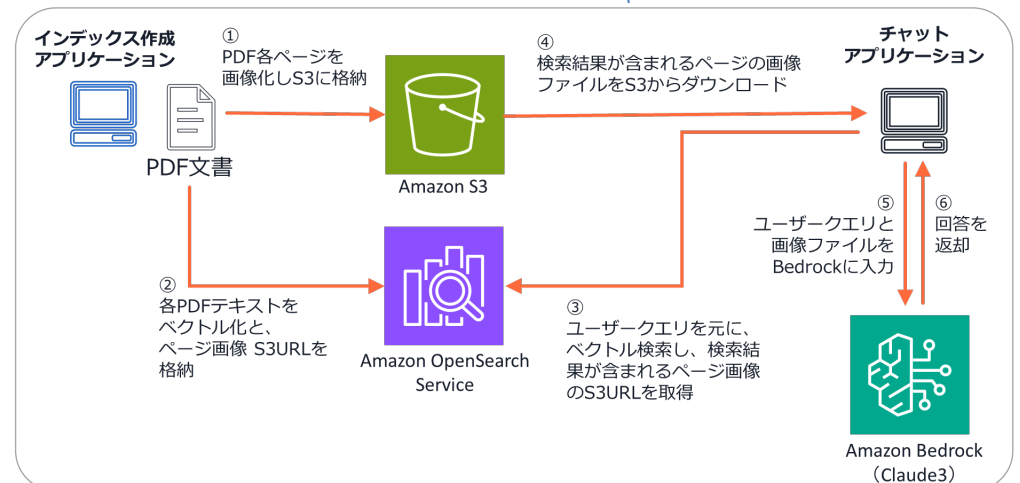 インデックス作成
アプリケーション
①
PDF各ページを
画像化しS3に格納
④
検索結果が含まれるページの画像
ファイルをS3からダウンロード
チャット
アプリケーション
PDF文書
Amazon S3
②
各PDFテキストを
ベクトル化と、
ページ画像 S3URLを
格納
Amazon OpenSearch
Service
③
ユーザークエリを元に、
ベクトル検索し、検索結
果が含まれるページ画像
のS3URLを取得
⑤
ユーザークエリと
画像ファイルを
Bedrockに入力
⑥
回答を
返却
Amazon Bedrock
（Claude3）